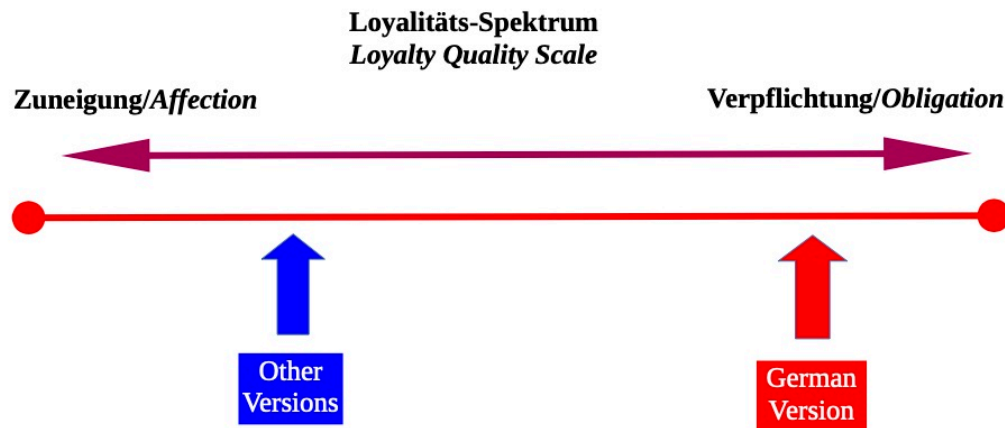 Loyalitäts-Spektrum
Loyalty Quality Scale
Zuneigung/Affection
Verpflichtung/Obligation
Other
Versions
German
Version